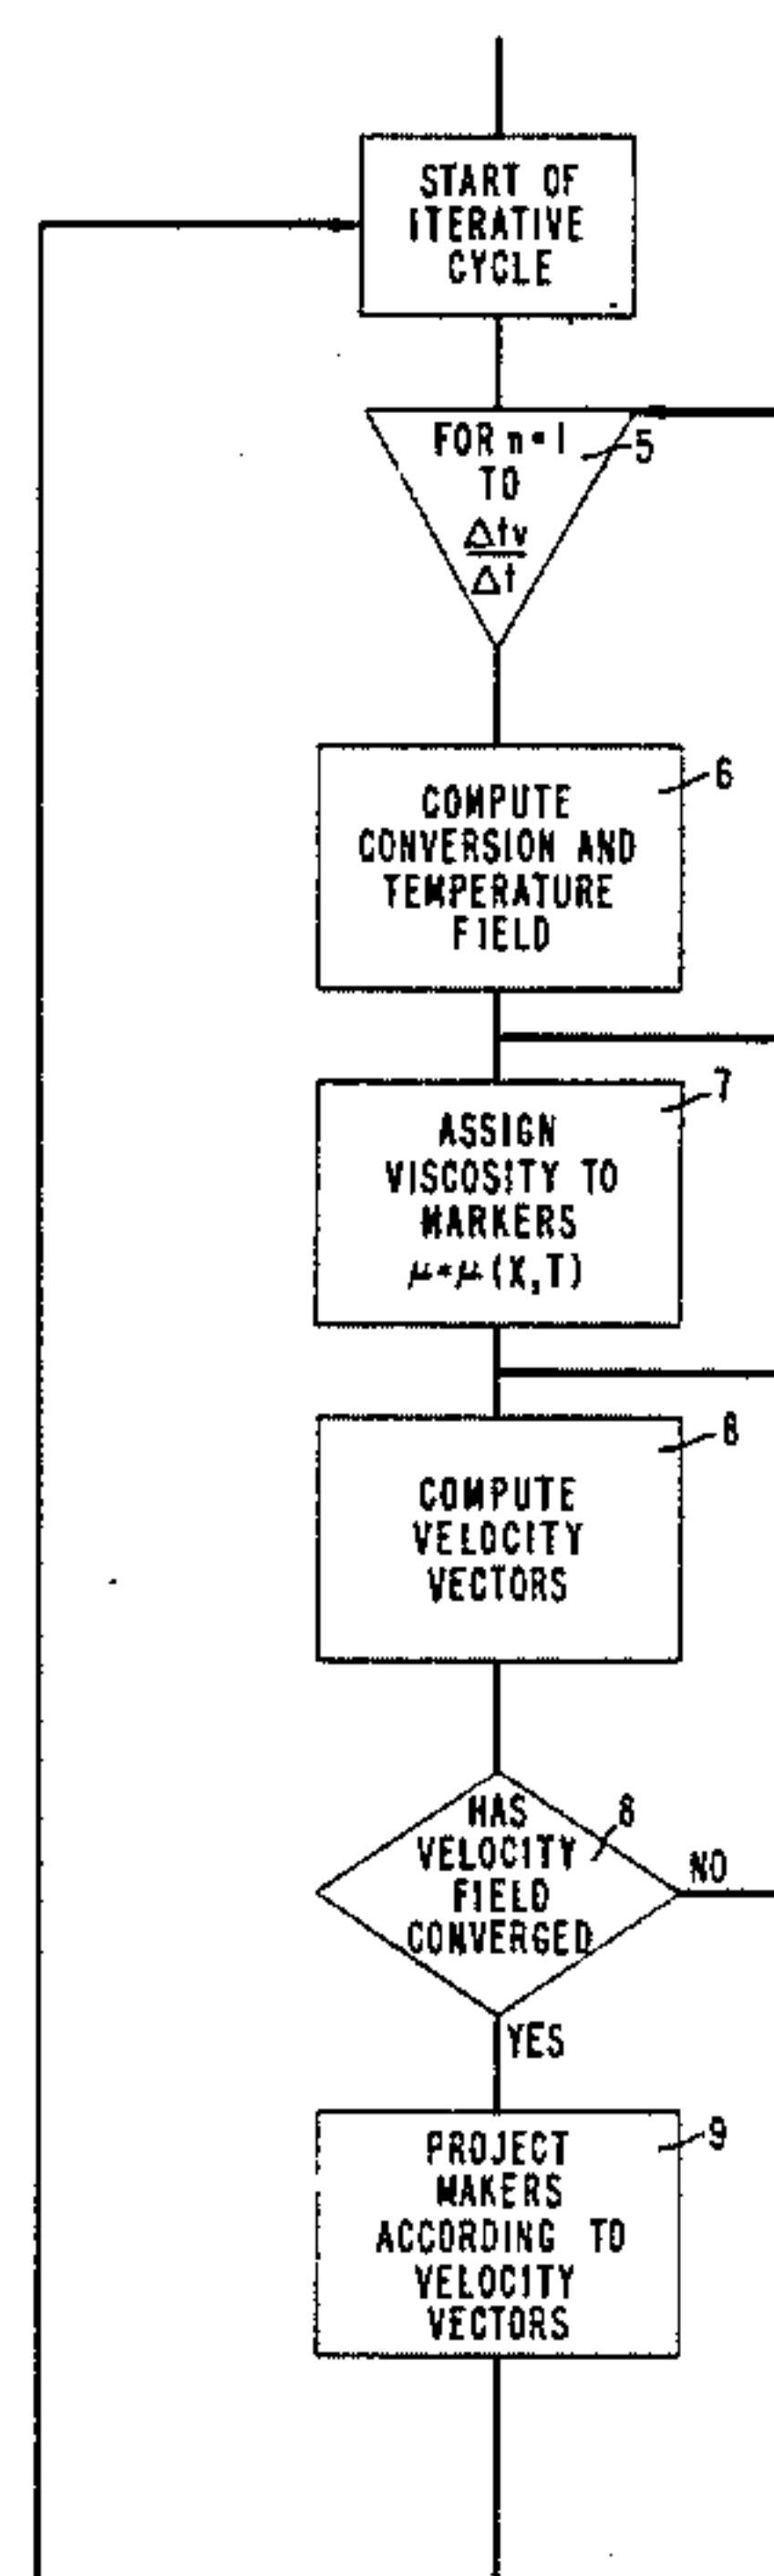 START OF
ITERATIVE
CYCLE
FOR n=1
TO
Δtv
Δt
5
COMPUTE
CONVERSION AND
TEMPERATURE
FIELD
6
ASSIGN
VISCOSITY TO
MARKERS
μ=μ(X,T)
7
COMPUTE
VELOCITY
VECTORS
8
HAS
VELOCITY
FIELD
CONVERGED
8
NO
YES
PROJECT
MAKERS
ACCORDING TO
VELOCITY
VECTORS
9